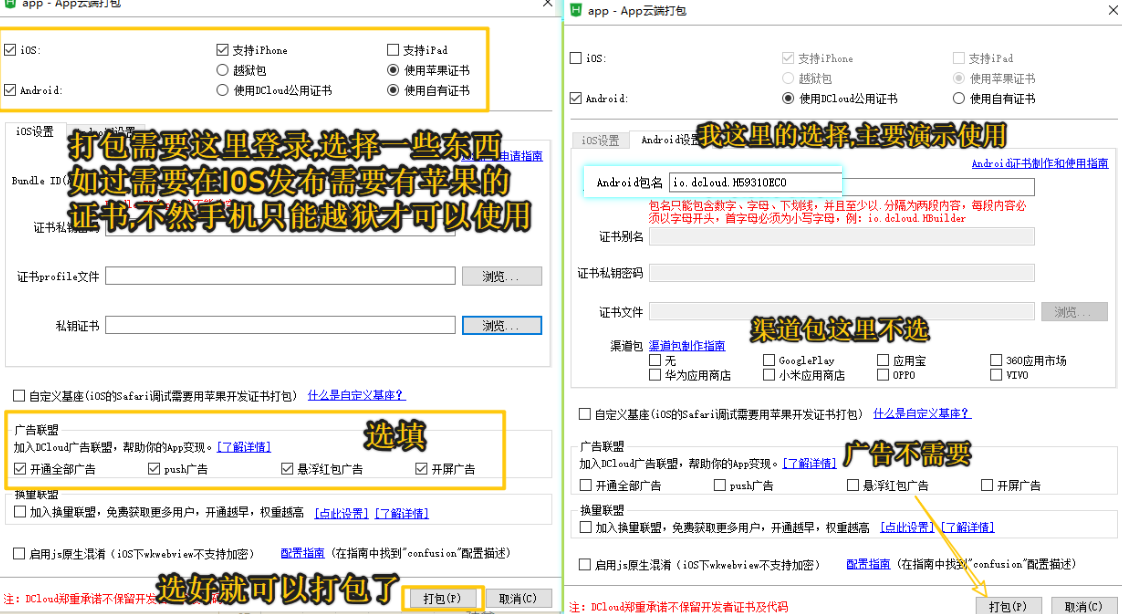 app - App云端打包
iOS:
支持iPhone
支持iPad
越狱包
使用苹果证书
Android:
使用DCloud公用证书
使用自有证书
iOS设置
打包需要这里登录,选择一些东西
如过需要在IOS发布需要有苹果的
证书,不然手机只能越狱才可以使用
申请指南
Bundle ID(
证书私钥密码
证书profile文件
浏览...
私钥证书
浏览...
自定义基座(iOS的Safari调试需要用苹果开发证书打包)
什么是自定义基座?
广告联盟
选填
加入DCloud广告联盟，帮助你的App变现。[了解详情]
开通全部广告
push广告
悬浮红包广告
开屏广告
换量联盟
加入换量联盟，免费获取更多用户，开通越早，权重越高
[点此设置]
[了解详情]
启用js原生混淆（iOS下wkwebview不支持加密）
配置指南
(在指南中找到"confusion"配置描述)
选好就可以打包了
注: DCloud郑重承诺不保留开发
打包(P)
取消(C)
app - App云端打包
iOS:
支持iPhone
支持iPad
越狱包
使用苹果证书
Android:
使用DCloud公用证书
使用自有证书
iOS设置
Android设置
我这里的选择,主要演示使用
Android证书制作和使用指南
Android包名
io.dcloud.H59310EC0
包名只能包含数字、字母、下划线，并且至少以.分隔为两段内容，每段内容必
须以字母开头，首字母必须为小写字母，例: io.dcloud.HBuilder
证书别名
证书私钥密码
证书文件
浏览...
渠道包这里不选
渠道包
渠道包制作指南
无
GooglePlay
应用宝
360应用市场
华为应用商店
小米应用商店
OPPO
VIVO
自定义基座(iOS的Safari调试需要用苹果开发证书打包)
什么是自定义基座?
广告联盟
广告不需要
加入DCloud广告联盟，帮助你的App变现。[了解详情]
开通全部广告
push广告
悬浮红包广告
开屏广告
换量联盟
加入换量联盟，免费获取更多用户，开通越早，权重越高
[点此设置]
[了解详情]
启用js原生混淆（iOS下wkwebview不支持加密）
配置指南
(在指南中找到"confusion"配置描述)
注: DCloud郑重承诺不保留开发者证书及代码
打包(P)
取消(C)